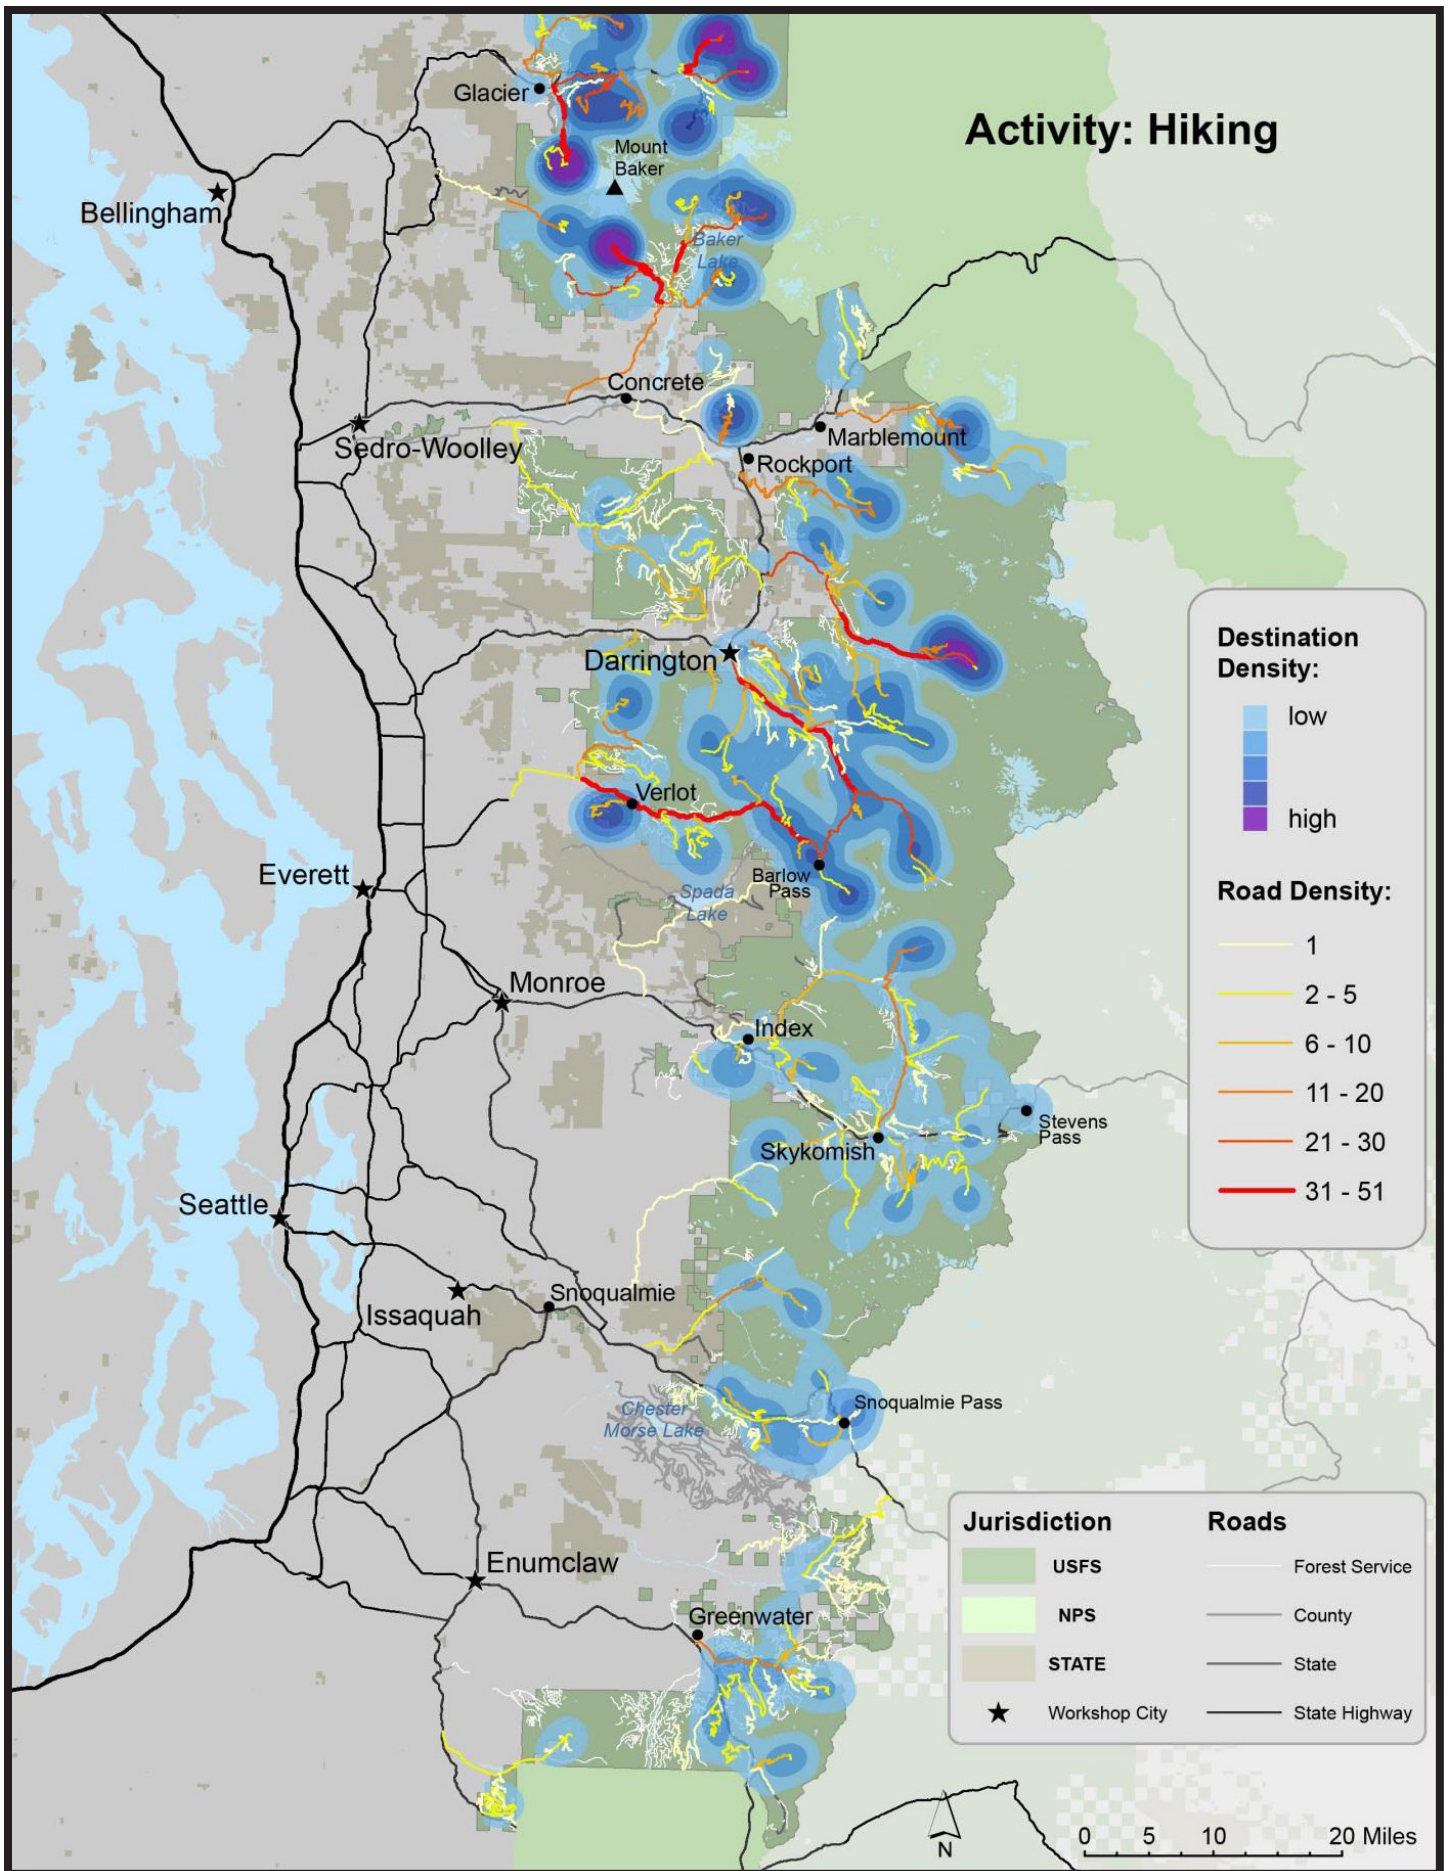 Activity: Hiking
Glacier
Mount
Baker
Bellingham
Baker
Lake
Concrete
Sedro-Woolley
Marblemount
Rockport
Darrington
Verlot
Barlow
Pass
Spada
Lake
Everett
Monroe
Index
Skykomish
Stevens
Pass
Seattle
Issaquah
Snoqualmie
Snoqualmie Pass
Chester
Morse Lake
Enumclaw
Greenwater
Destination
Density:
low
high
Road Density:
1
2 - 5
6 - 10
11 - 20
21 - 30
31 - 51
Jurisdiction
USFS
NPS
STATE
Workshop City
Roads
Forest Service
County
State
State Highway
N
0 5 10 20 Miles